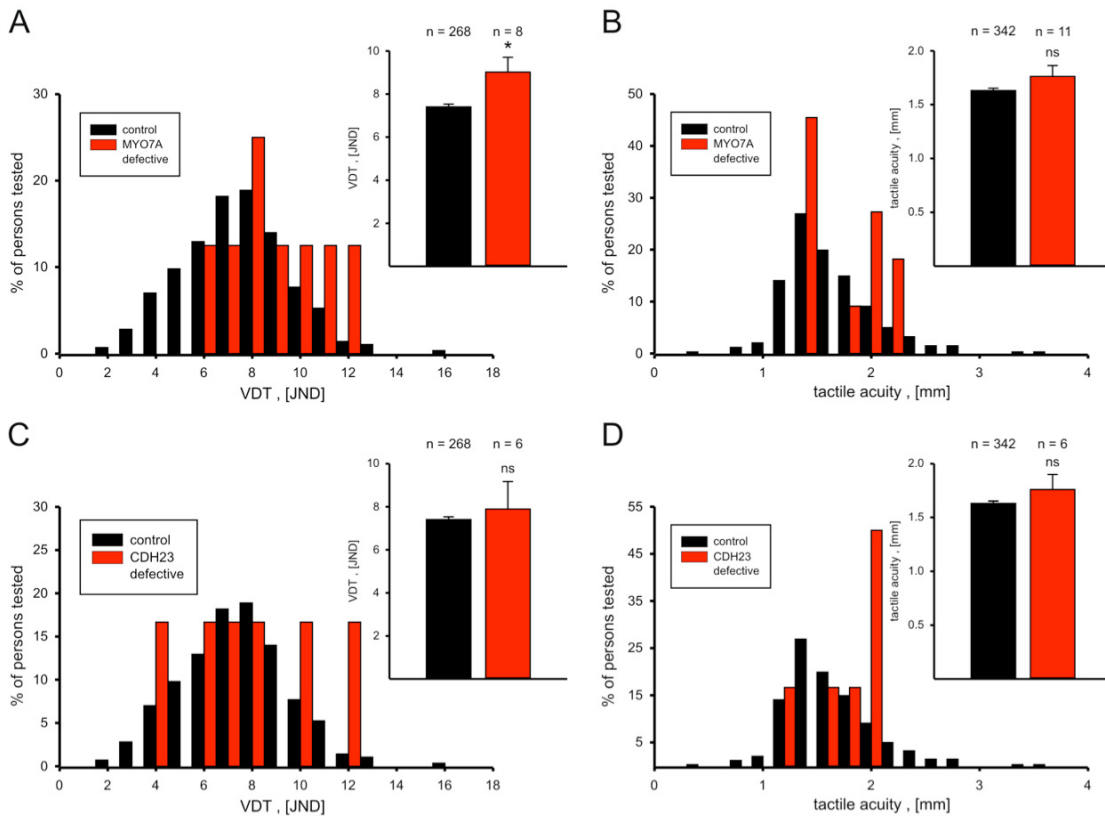 A
n = 268 n = 8
*
10
8
6
4
2
VDT , [JND]
30
20
10
0
% of persons tested
control
MYO7A
defective
0 2 4 6 8 10 12 14 16 18
VDT , [JND]
B
n = 342 n = 11
ns
2.0
1.5
1.0
0.5
tactile acuity , [mm]
50
40
30
20
10
0
% of persons tested
control
MYO7A
defective
0 1 2 3 4
tactile acuity , [mm]
C
n = 268 n = 6
ns
10
8
6
4
2
VDT , [JND]
30
25
20
15
10
5
0
% of persons tested
control
CDH23
defective
0 2 4 6 8 10 12 14 16 18
VDT , [JND]
D
n = 342 n = 6
ns
2.0
1.5
1.0
0.5
tactile acuity , [mm]
55
45
35
25
15
5
% of persons tested
control
CDH23
defective
0 1 2 3 4
tactile acuity , [mm]